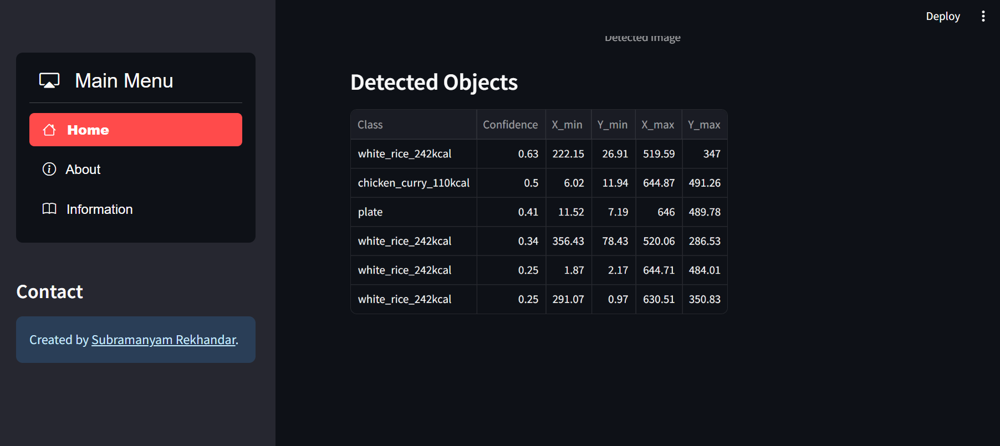 Main Menu
Home
About
Information
Contact
Created by Subramanyam Rekhandar.
Deploy
Detected Image
Detected Objects
Class Confidence X_min Y_min X_max Y_max
white_rice_242kcal 0.63 222.15 26.91 519.59 347
chicken_curry_110kcal 0.5 6.02 11.94 644.87 491.26
plate 0.41 11.52 7.19 646 489.78
white_rice_242kcal 0.34 356.43 78.43 520.06 286.53
white_rice_242kcal 0.25 1.87 2.17 644.71 484.01
white_rice_242kcal 0.25 291.07 0.97 630.51 350.83